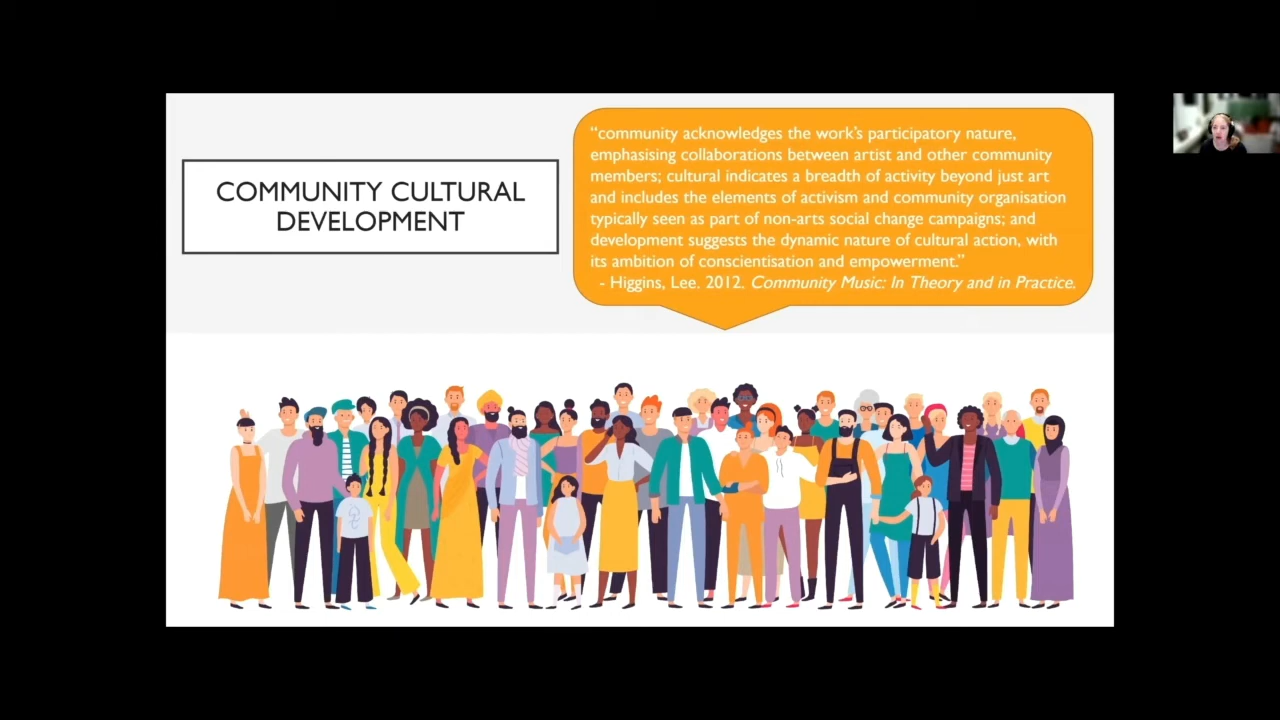 COMMUNITY CULTURAL
DEVELOPMENT
“community acknowledges the work’s participatory nature,
emphasising collaborations between artist and other community
members; cultural indicates a breadth of activity beyond just art
and includes the elements of activism and community organisation
typically seen as part of non-arts social change campaigns; and
development suggests the dynamic nature of cultural action, with
its ambition of conscientisation and empowerment.”
- Higgins, Lee. 2012. Community Music: In Theory and in Practice.